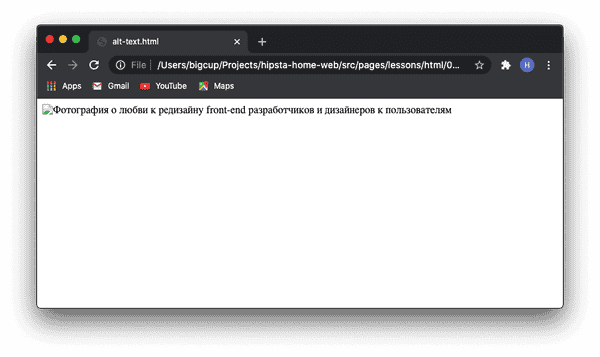 alt-text.html
File | /Users/bigcup/Projects/hipsta-home-web/src/pages/lessons/html/0... H
Apps Gmail YouTube Maps
Фотография о любви к редизайну front-end разработчиков и дизайнеров к пользователям